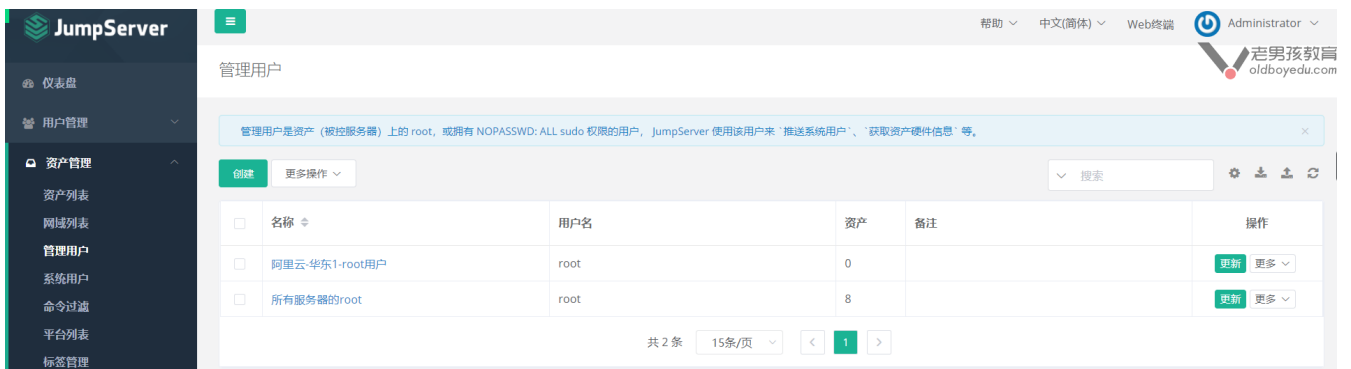 JumpServer
帮助 中文(简体) Web终端 Administrator
老男孩教育
oldboyedu.com
管理用户
仪表盘
用户管理
资产管理
资产列表
网域列表
管理用户
系统用户
命令过滤
平台列表
标签管理
管理用户是资产（被控服务器）上的 root，或拥有 NOPASSWD: ALL sudo 权限的用户， JumpServer 使用该用户来 `推送系统用户`、`获取资产硬件信息` 等。
创建 更多操作 搜索
名称 用户名 资产 备注 操作
阿里云-华东1-root用户 root 0 更新 更多
所有服务器的root root 8 更新 更多
共 2 条 15条/页 1